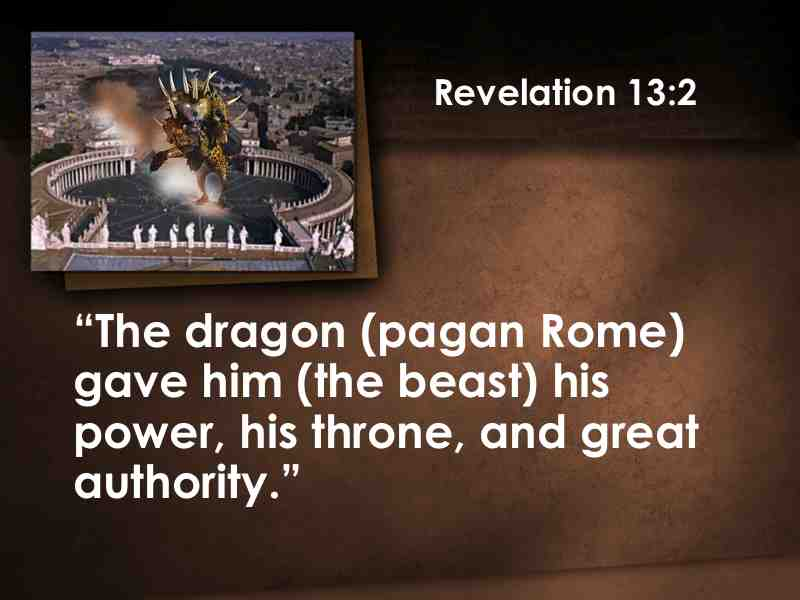 Revelation 13:2
“The dragon (pagan Rome)
gave him (the beast) his
power, his throne, and great
authority.”